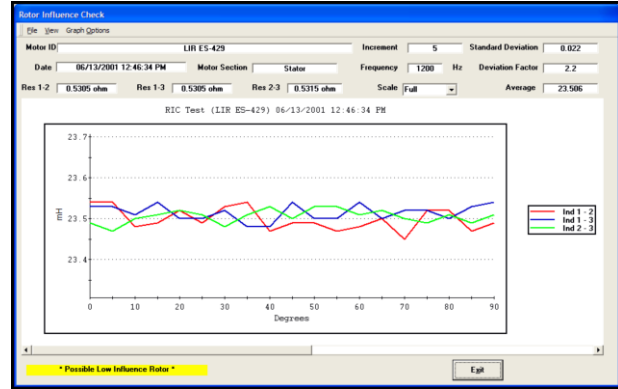 Rotor Influence Check
File View Graph Options
Motor ID LIR ES-429 Increment 5 Standard Deviation 0.022
Date 06/13/2001 12:46:34 PM Motor Section Stator Frequency 1200 Hz Deviation Factor 2.2
Res 1-2 0.5305 ohm Res 1-3 0.5305 ohm Res 2-3 0.5315 ohm Scale Full Average 23.506
RIC Test (LIR ES-429) 06/13/2001 12:46:34 PM
23.7
23.6
23.5
23.4
mH
0 10 20 30 40 50 60 70 80 90
Degrees
Ind 1 - 2
Ind 1 - 3
Ind 2 - 3
* Possible Low Influence Rotor *
Exit